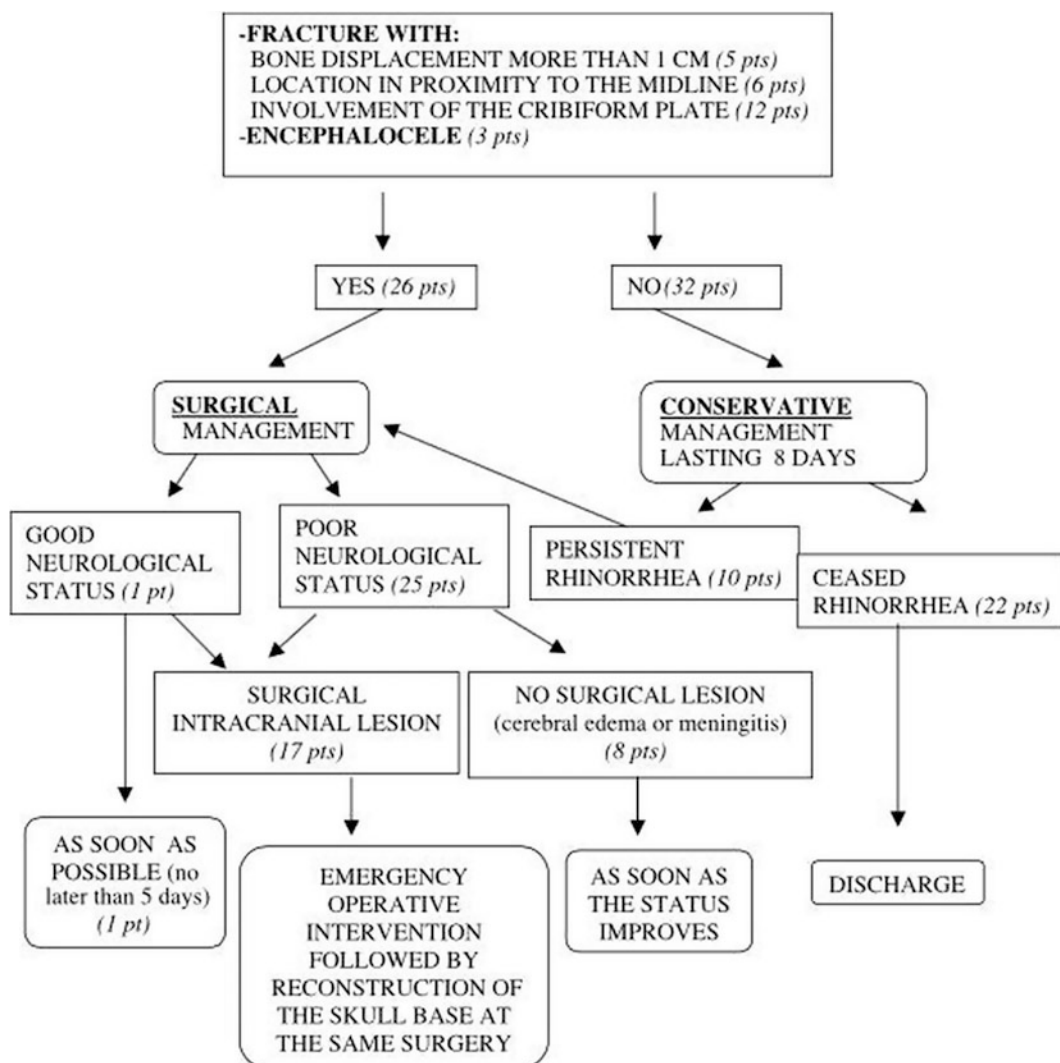 -FRACTURE WITH:
BONE DISPLACEMENT MORE THAN 1 CM (5 pts)
LOCATION IN PROXIMITY TO THE MIDLINE (6 pts)
INVOLVEMENT OF THE CRIBIFORM PLATE (12 pts)
-ENCEPHALOCELE (3 pts)
YES (26 pts)
NO (32 pts)
SURGICAL
MANAGEMENT
CONSERVATIVE
MANAGEMENT
LASTING 8 DAYS
GOOD
NEUROLOGICAL
STATUS (1 pt)
POOR
NEUROLOGICAL
STATUS (25 pts)
PERSISTENT
RHINORRHEA (10 pts)
CEASED
RHINORRHEA (22 pts)
SURGICAL
INTRACRANIAL LESION
(17 pts)
NO SURGICAL LESION
(cerebral edema or meningitis)
(8 pts)
AS SOON AS
POSSIBLE (no
later than 5 days)
(1 pt)
EMERGENCY
OPERATIVE
INTERVENTION
FOLLOWED BY
RECONSTRUCTION OF
THE SKULL BASE AT
THE SAME SURGERY
AS SOON AS
THE STATUS
IMPROVES
DISCHARGE